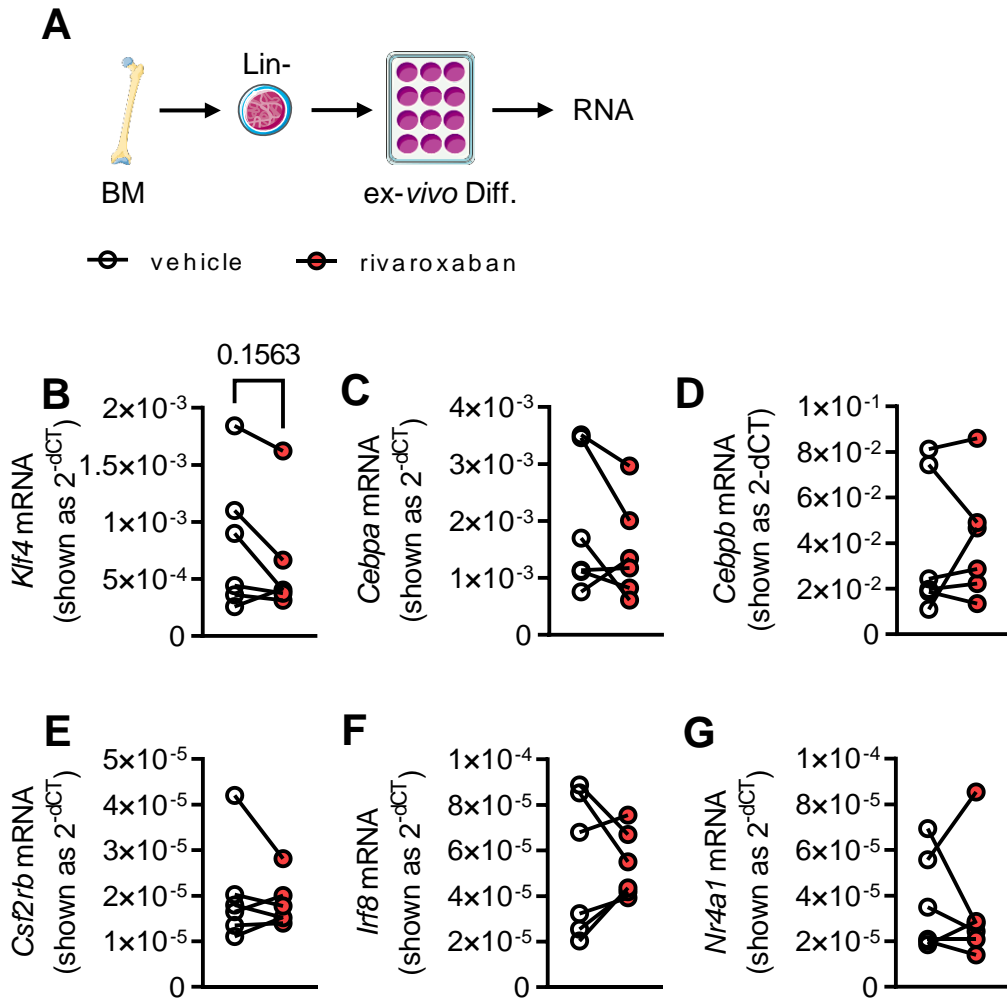 A
Lin-
RNA
BM
ex-vivo Diff.
vehicle
rivaroxaban
0.1563
B
Klf4 mRNA
(shown as 2^-dCT)
2×10^-3
1.5×10^-3
1×10^-3
5×10^-4
0
C
Cebpa mRNA
(shown as 2^-dCT)
4×10^-3
3×10^-3
2×10^-3
1×10^-3
0
D
Cebpb mRNA
(shown as 2-dCT)
1×10^-1
8×10^-2
6×10^-2
4×10^-2
2×10^-2
0
E
Csf2rb mRNA
(shown as 2^-dCT)
5×10^-5
4×10^-5
3×10^-5
2×10^-5
1×10^-5
0
F
Irf8 mRNA
(shown as 2^-dCT)
1×10^-4
8×10^-5
6×10^-5
4×10^-5
2×10^-5
0
G
Nr4a1 mRNA
(shown as 2^-dCT)
1×10^-4
8×10^-5
6×10^-5
4×10^-5
2×10^-5
0